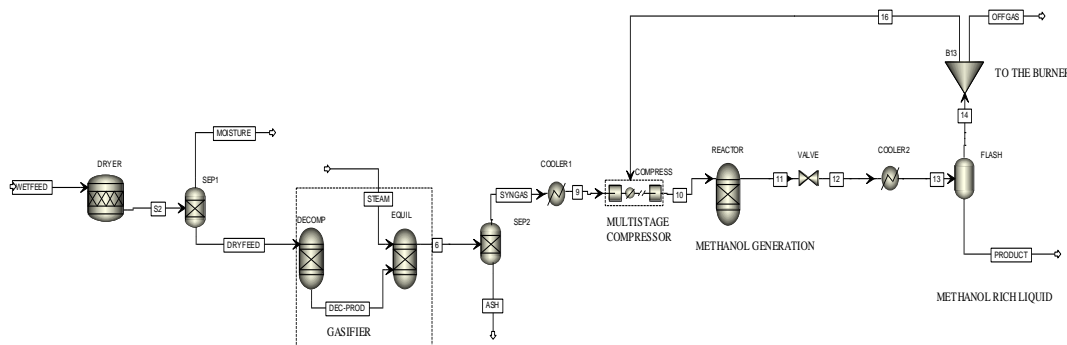 16
OFFGAS
B13
TO THE BURNER
14
MOISTURE
DRYER
WETFEED
SEP1
S2
DRYFEED
DECOMP
STEAM
EQUIL
6
DEC-PROD
GASIFIER
SYNGAS
SEP2
ASH
COOLER1
9
COMPRESS
10
MULTISTAGE
COMPRESSOR
REACTOR
11
VALVE
12
COOLER2
13
FLASH
METHANOL GENERATION
PRODUCT
METHANOL RICH LIQUID